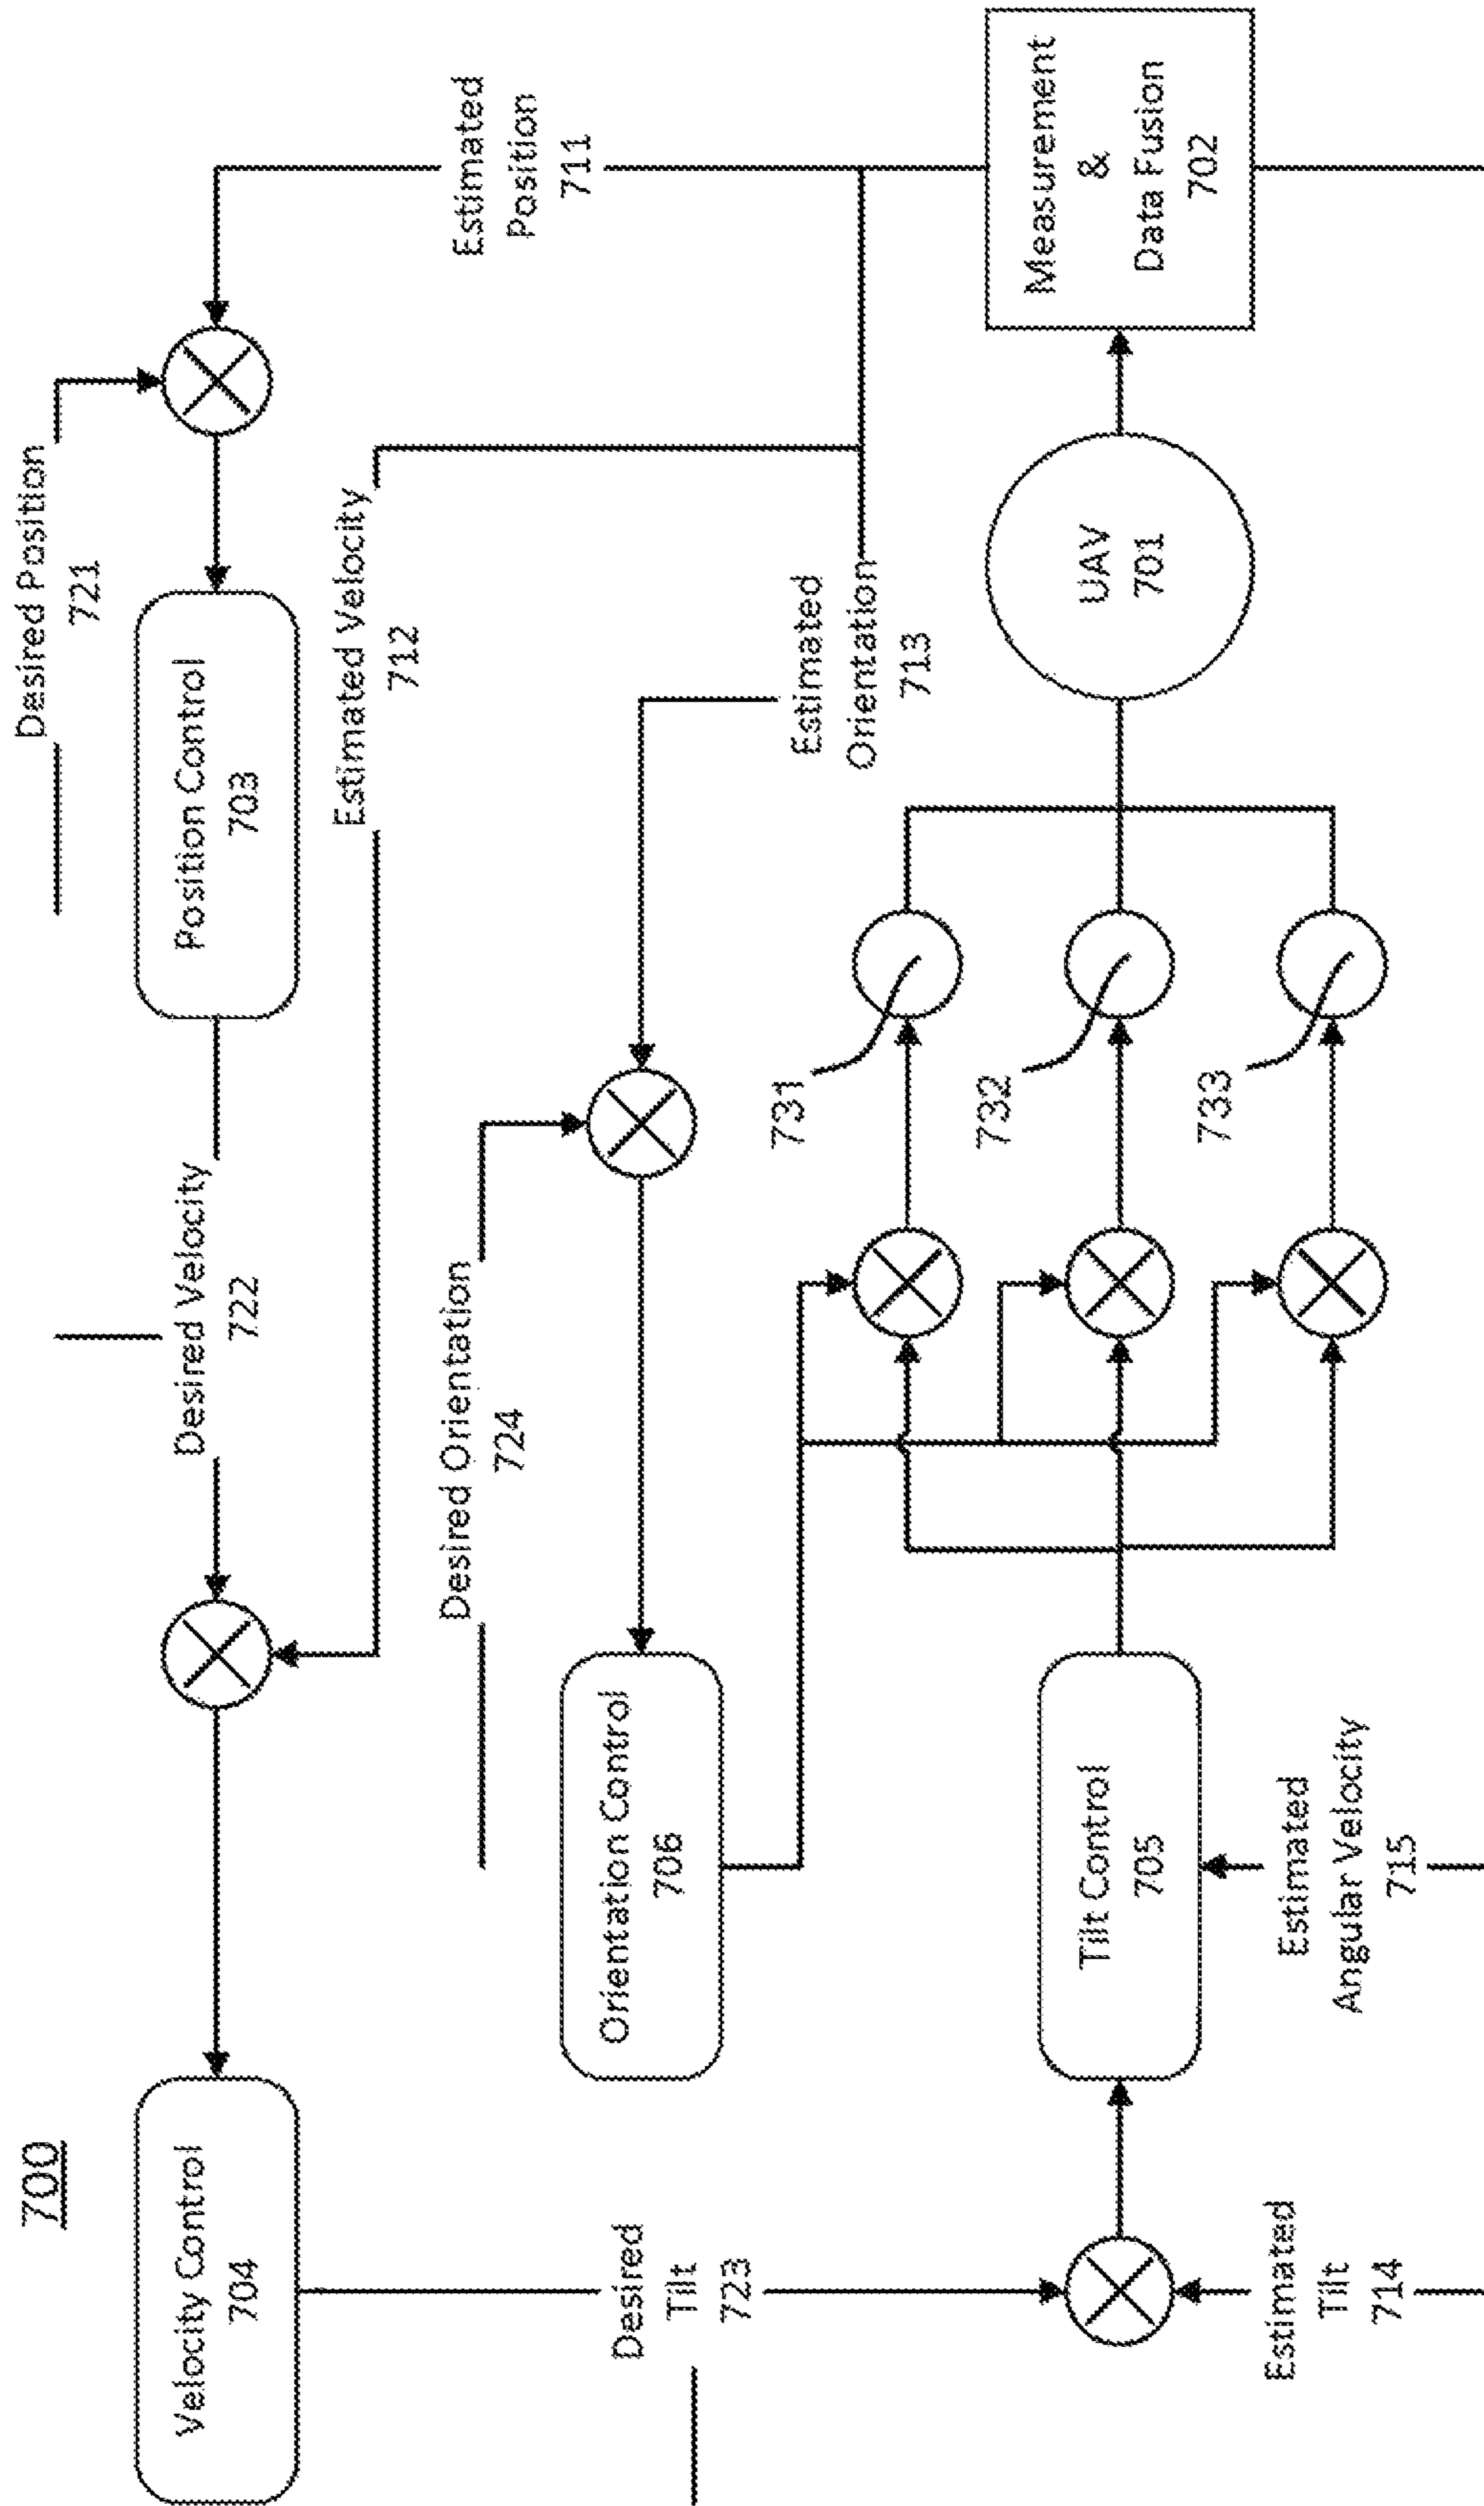 700
Desired Position
721
Velocity Control
704
Desired Velocity
722
Position Control
703
Estimated Velocity
712
Estimated
Position
711
Desired Orientation
724
Orientation Control
706
Desired
Tilt
723
Estimated
Orientation
713
731
732
733
Tilt Control
705
UAV
701
Measurement
&
Data Fusion
702
Estimated
Tilt
714
Estimated
Angular Velocity
715